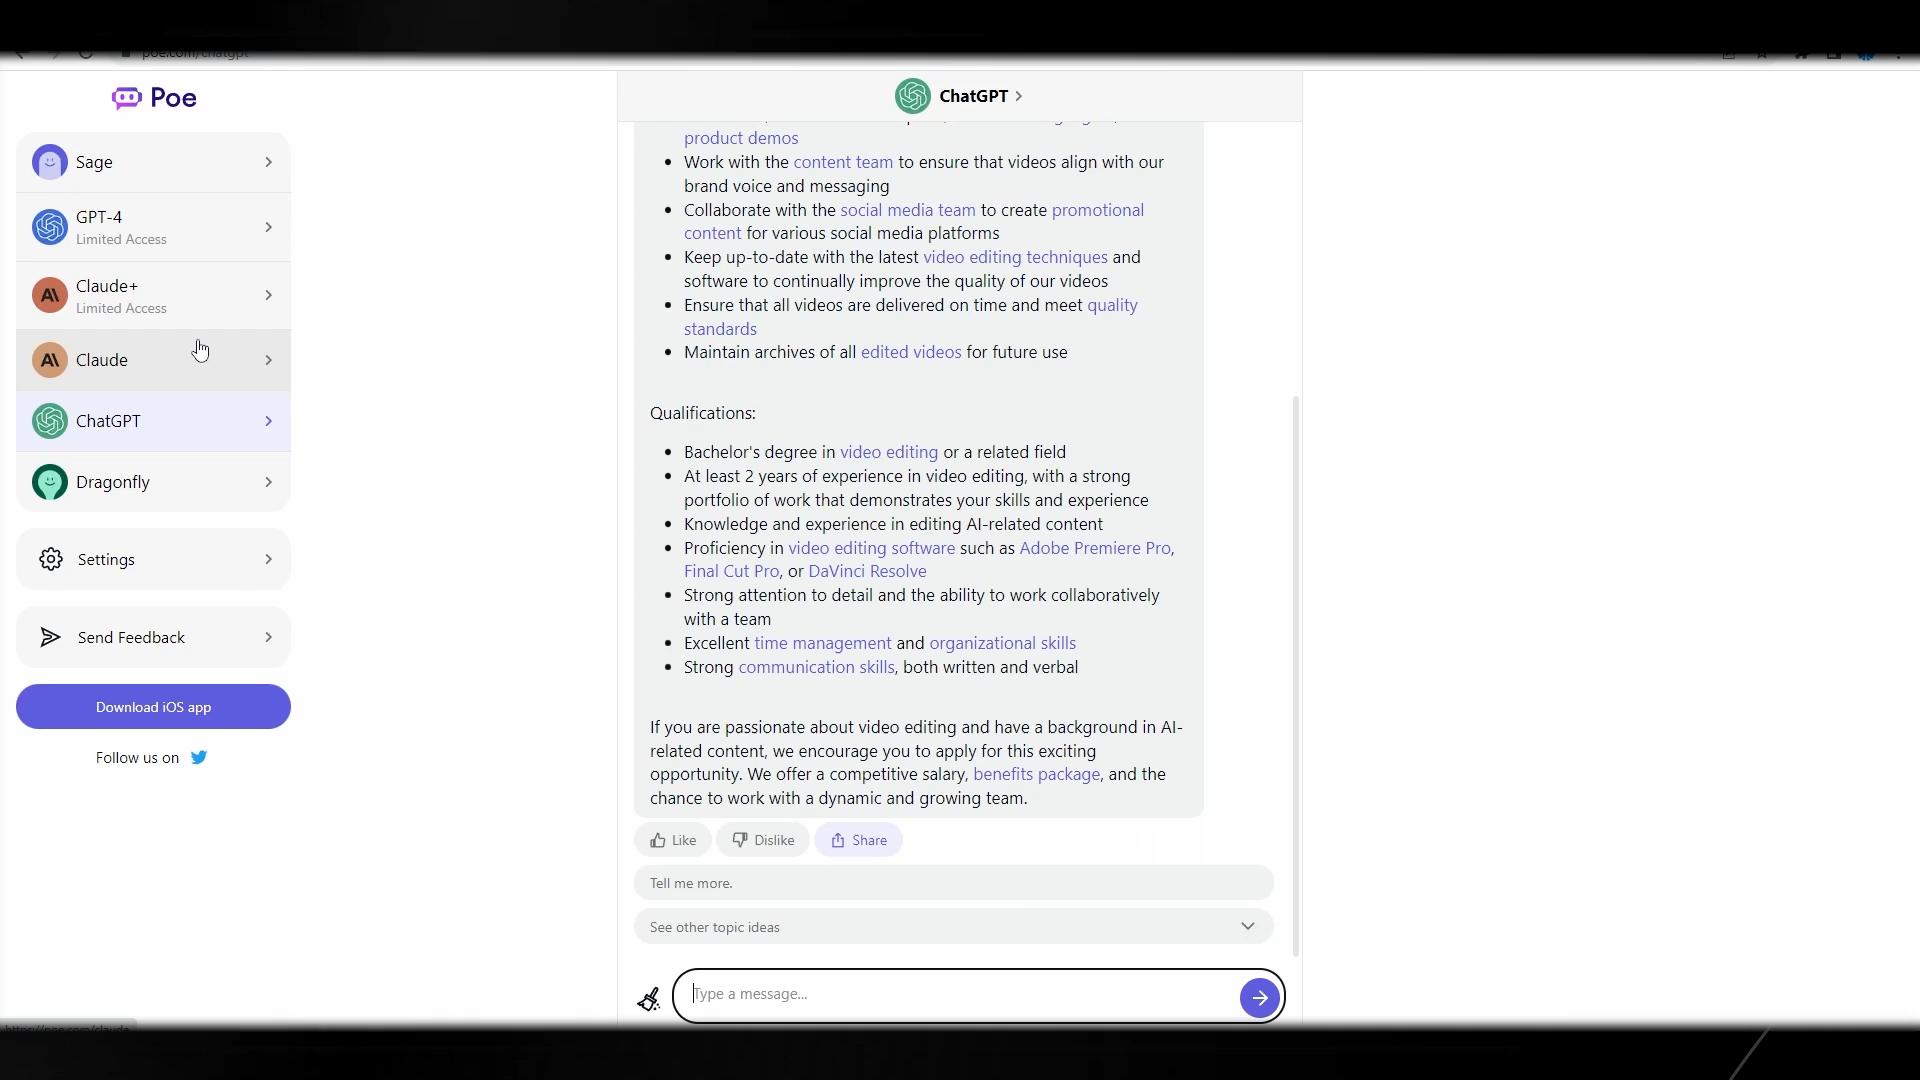 poe.com/chatgpt
Poe
Sage
GPT-4
Limited Access
Claude+
Limited Access
Claude
ChatGPT
Dragonfly
Settings
Send Feedback
Download iOS app
Follow us on
ChatGPT
product demos
Work with the content team to ensure that videos align with our
brand voice and messaging
Collaborate with the social media team to create promotional
content for various social media platforms
Keep up-to-date with the latest video editing techniques and
software to continually improve the quality of our videos
Ensure that all videos are delivered on time and meet quality
standards
Maintain archives of all edited videos for future use
Qualifications:
Bachelor's degree in video editing or a related field
At least 2 years of experience in video editing, with a strong
portfolio of work that demonstrates your skills and experience
Knowledge and experience in editing AI-related content
Proficiency in video editing software such as Adobe Premiere Pro,
Final Cut Pro, or DaVinci Resolve
Strong attention to detail and the ability to work collaboratively
with a team
Excellent time management and organizational skills
Strong communication skills, both written and verbal
If you are passionate about video editing and have a background in AI-
related content, we encourage you to apply for this exciting
opportunity. We offer a competitive salary, benefits package, and the
chance to work with a dynamic and growing team.
Like Dislike Share
Tell me more.
See other topic ideas
Type a message...
https://poe.com/claude